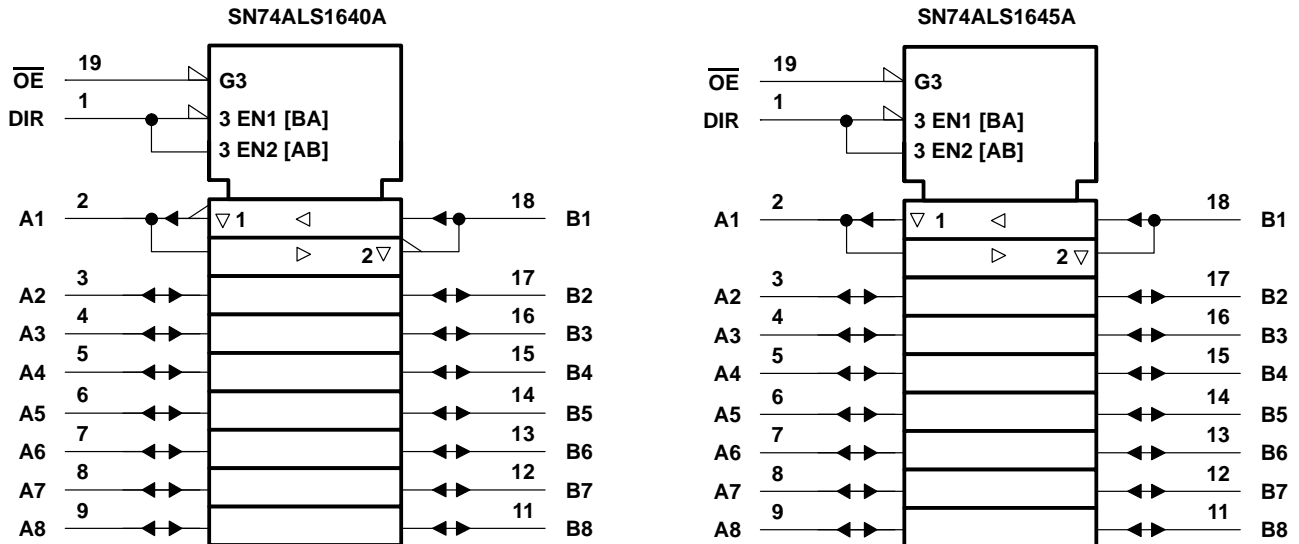 SN74ALS1640A
OE 19 G3
DIR 1 3 EN1 [BA]
3 EN2 [AB]
A1 2 1 18 B1
2
A2 3 17 B2
A3 4 16 B3
A4 5 15 B4
A5 6 14 B5
A6 7 13 B6
A7 8 12 B7
A8 9 11 B8
SN74ALS1645A
OE 19 G3
DIR 1 3 EN1 [BA]
3 EN2 [AB]
A1 2 1 18 B1
2
A2 3 17 B2
A3 4 16 B3
A4 5 15 B4
A5 6 14 B5
A6 7 13 B6
A7 8 12 B7
A8 9 11 B8